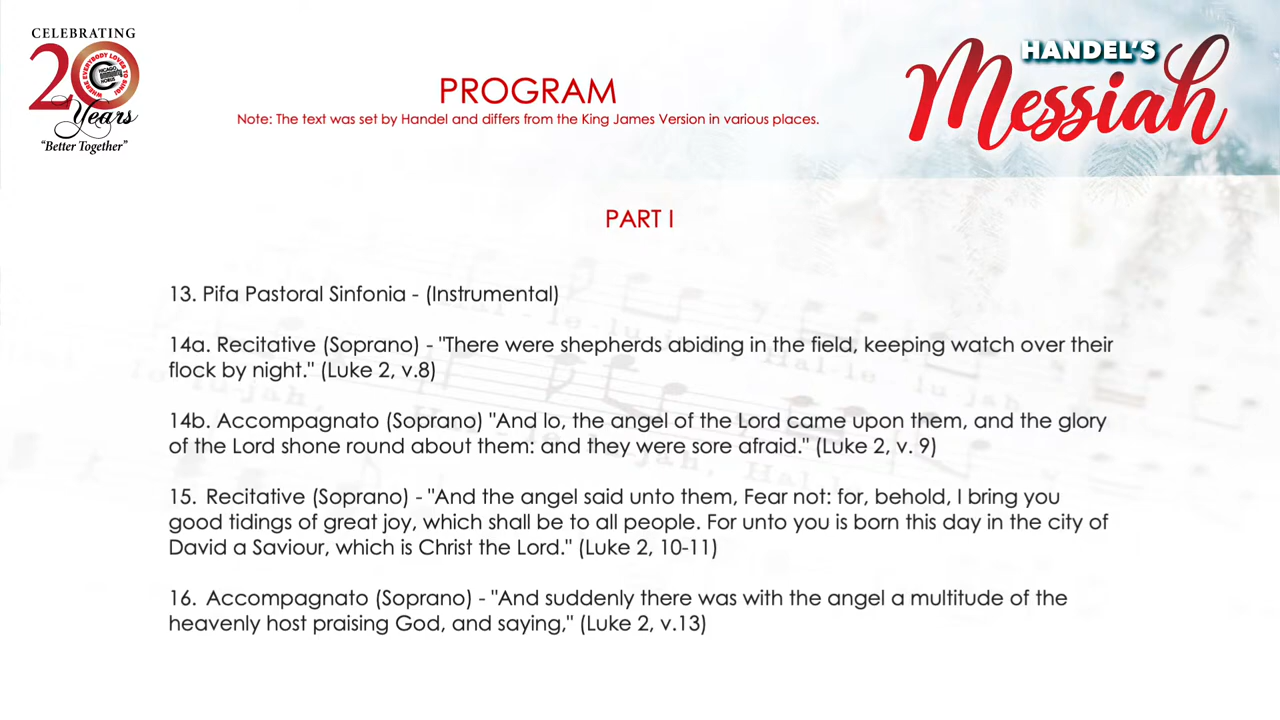 CELEBRATING
20
WHERE EVERYBODY LOVES TO SING!
CHICAGO
Years
"Better Together"
PROGRAM
Note: The text was set by Handel and differs from the King James Version in various places.
HANDEL'S
Messiah
PART I
13. Pifa Pastoral Sinfonia - (Instrumental)
14a. Recitative (Soprano) - "There were shepherds abiding in the field, keeping watch over their
flock by night." (Luke 2, v.8)
14b. Accompagnato (Soprano) "And lo, the angel of the Lord came upon them, and the glory
of the Lord shone round about them: and they were sore afraid." (Luke 2, v. 9)
15. Recitative (Soprano) - "And the angel said unto them, Fear not: for, behold, I bring you
good tidings of great joy, which shall be to all people. For unto you is born this day in the city of
David a Saviour, which is Christ the Lord." (Luke 2, 10-11)
16. Accompagnato (Soprano) - "And suddenly there was with the angel a multitude of the
heavenly host praising God, and saying," (Luke 2, v.13)